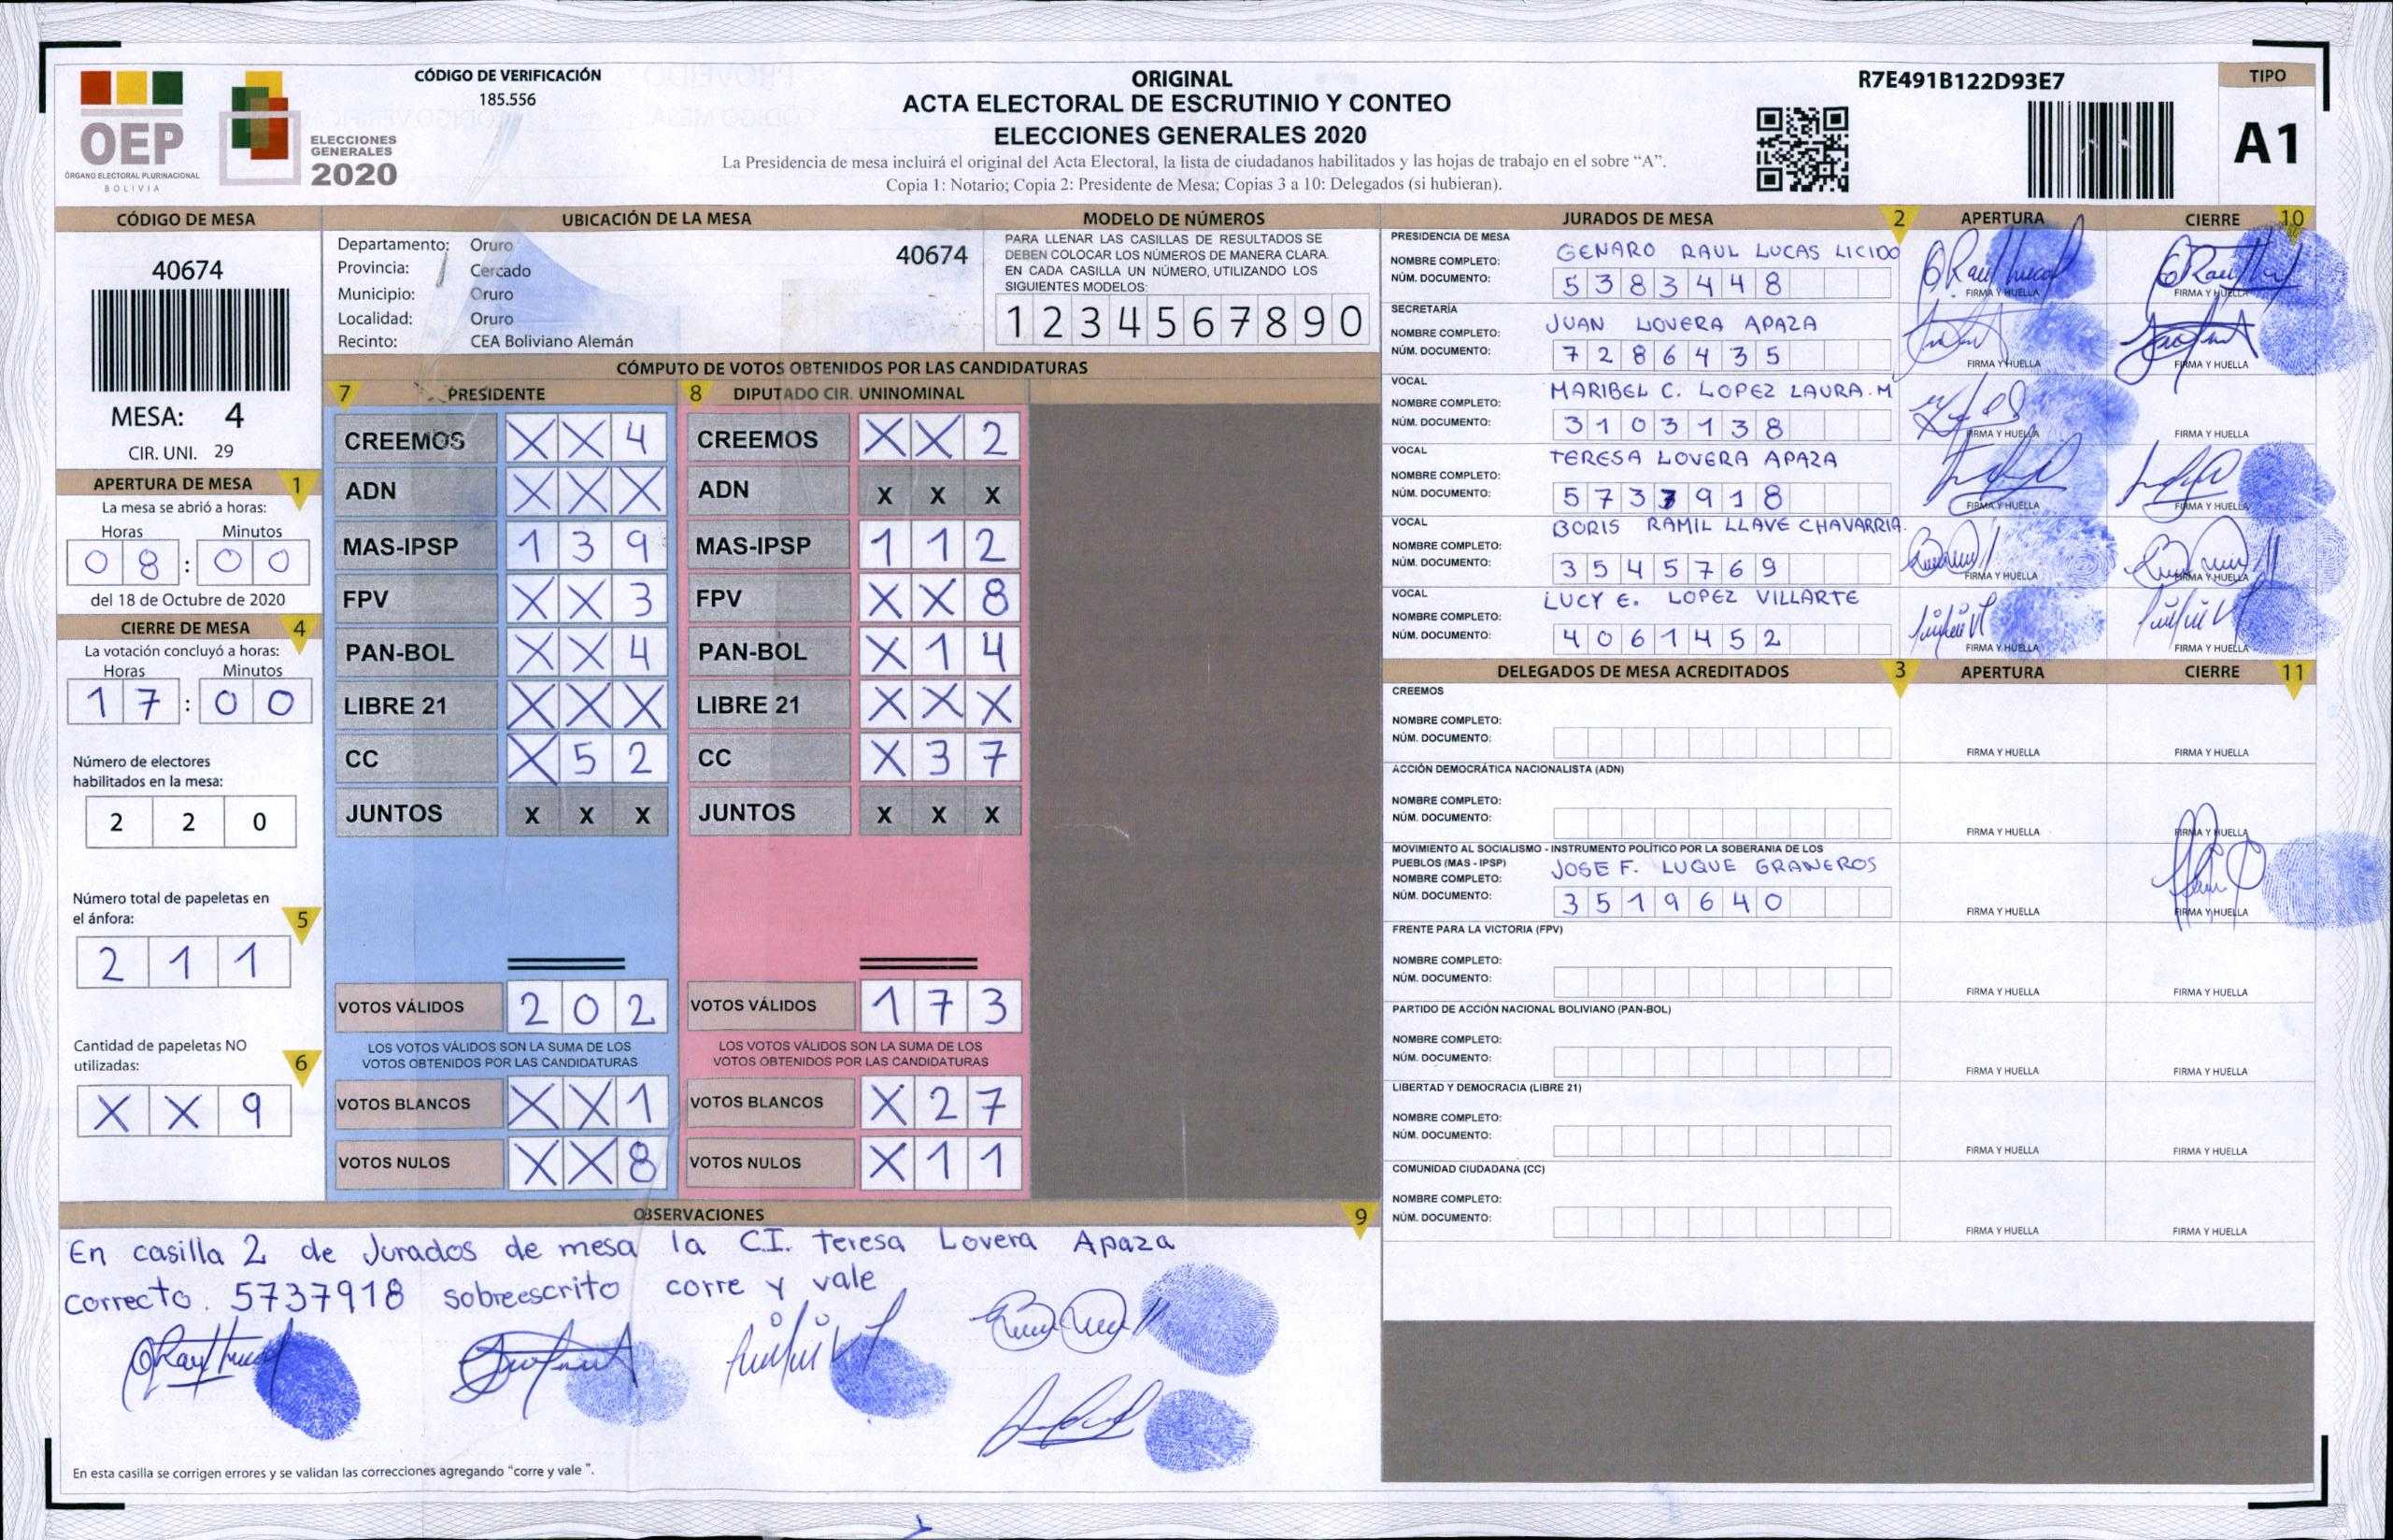 OEP
ÓRGANO ELECTORAL PLURINACIONAL
BOLIVIA
ELECCIONES
GENERALES
2020
CÓDIGO DE VERIFICACIÓN
185.556
ORIGINAL
ACTA ELECTORAL DE ESCRUTINIO Y CONTEO
ELECCIONES GENERALES 2020
La Presidencia de mesa incluirá el original del Acta Electoral, la lista de ciudadanos habilitados y las hojas de trabajo en el sobre “A”.
Copia 1: Notario; Copia 2: Presidente de Mesa; Copias 3 a 10: Delegados (si hubieran).
R7E491B122D93E7
TIPO
A1
CÓDIGO DE MESA
40674
MESA: 4
CIR. UNI. 29
APERTURA DE MESA 1
La mesa se abrió a horas:
Horas Minutos
0 8 : 0 0
del 18 de Octubre de 2020
CIERRE DE MESA 4
La votación concluyó a horas:
Horas Minutos
1 7 : 0 0
Número de electores
habilitados en la mesa:
2 2 0
Número total de papeletas en
el ánfora: 5
2 1 1
Cantidad de papeletas NO
utilizadas: 6
X X 9
UBICACIÓN DE LA MESA
Departamento: Oruro
40674
Provincia: Cercado
Municipio: Oruro
Localidad: Oruro
Recinto: CEA Boliviano Alemán
MODELO DE NÚMEROS
PARA LLENAR LAS CASILLAS DE RESULTADOS SE
DEBEN COLOCAR LOS NÚMEROS DE MANERA CLARA.
EN CADA CASILLA UN NÚMERO, UTILIZANDO LOS
SIGUIENTES MODELOS:
1 2 3 4 5 6 7 8 9 0
CÓMPUTO DE VOTOS OBTENIDOS POR LAS CANDIDATURAS
7 PRESIDENTE
CREEMOS X X 4
ADN X X X
MAS-IPSP 1 3 9
FPV X X 3
PAN-BOL X X 4
LIBRE 21 X X X
CC X 5 2
JUNTOS X X X
VOTOS VÁLIDOS 2 0 2
LOS VOTOS VÁLIDOS SON LA SUMA DE LOS
VOTOS OBTENIDOS POR LAS CANDIDATURAS
VOTOS BLANCOS X X 1
VOTOS NULOS X X 8
8 DIPUTADO CIR. UNINOMINAL
CREEMOS X X 2
ADN X X X
MAS-IPSP 1 1 2
FPV X X 8
PAN-BOL X 1 4
LIBRE 21 X X X
CC X 3 7
JUNTOS X X X
VOTOS VÁLIDOS 1 7 3
LOS VOTOS VÁLIDOS SON LA SUMA DE LOS
VOTOS OBTENIDOS POR LAS CANDIDATURAS
VOTOS BLANCOS X 2 7
VOTOS NULOS X 1 1
JURADOS DE MESA 2 APERTURA CIERRE 10
PRESIDENCIA DE MESA
NOMBRE COMPLETO: GENARO RAUL LUCAS LICIDO
NÚM. DOCUMENTO: 5 3 8 3 4 4 8
FIRMA Y HUELLA FIRMA Y HUELLA
SECRETARÍA
NOMBRE COMPLETO: JUAN LOVERA APAZA
NÚM. DOCUMENTO: 7 2 8 6 4 3 5
FIRMA Y HUELLA FIRMA Y HUELLA
VOCAL
NOMBRE COMPLETO: MARIBEL C. LOPEZ LAURA.M
NÚM. DOCUMENTO: 3 1 0 3 1 3 8
FIRMA Y HUELLA FIRMA Y HUELLA
VOCAL
NOMBRE COMPLETO: TERESA LOVERA APAZA
NÚM. DOCUMENTO: 5 7 3 7 9 1 8
FIRMA Y HUELLA FIRMA Y HUELLA
VOCAL
NOMBRE COMPLETO: BORIS RAMIL LLAVE CHAVARRIA.
NÚM. DOCUMENTO: 3 5 4 5 7 6 9
FIRMA Y HUELLA FIRMA Y HUELLA
VOCAL
NOMBRE COMPLETO: LUCY E. LOPEZ VILLARTE
NÚM. DOCUMENTO: 4 0 6 1 4 5 2
FIRMA Y HUELLA FIRMA Y HUELLA
DELEGADOS DE MESA ACREDITADOS 3 APERTURA CIERRE 11
CREEMOS
NOMBRE COMPLETO:
NÚM. DOCUMENTO:
FIRMA Y HUELLA FIRMA Y HUELLA
ACCIÓN DEMOCRÁTICA NACIONALISTA (ADN)
NOMBRE COMPLETO:
NÚM. DOCUMENTO:
FIRMA Y HUELLA FIRMA Y HUELLA
MOVIMIENTO AL SOCIALISMO - INSTRUMENTO POLÍTICO POR LA SOBERANIA DE LOS
PUEBLOS (MAS - IPSP)
NOMBRE COMPLETO: JOSE F. LUQUE GRANEROS
NÚM. DOCUMENTO: 3 5 1 9 6 4 0
FIRMA Y HUELLA FIRMA Y HUELLA
FRENTE PARA LA VICTORIA (FPV)
NOMBRE COMPLETO:
NÚM. DOCUMENTO:
FIRMA Y HUELLA FIRMA Y HUELLA
PARTIDO DE ACCIÓN NACIONAL BOLIVIANO (PAN-BOL)
NOMBRE COMPLETO:
NÚM. DOCUMENTO:
FIRMA Y HUELLA FIRMA Y HUELLA
LIBERTAD Y DEMOCRACIA (LIBRE 21)
NOMBRE COMPLETO:
NÚM. DOCUMENTO:
FIRMA Y HUELLA FIRMA Y HUELLA
COMUNIDAD CIUDADANA (CC)
NOMBRE COMPLETO:
NÚM. DOCUMENTO:
FIRMA Y HUELLA FIRMA Y HUELLA
OBSERVACIONES 9
En casilla 2 de Jurados de mesa la C.I. teresa Lovera Apaza
correcto. 5737918 sobreescrito corre y vale
En esta casilla se corrigen errores y se validan las correcciones agregando “corre y vale ”.